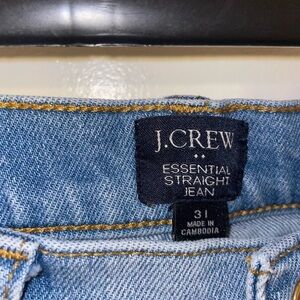 J.CREW
ESSENTIAL
STRAIGHT
JEAN
31
MADE IN
CAMBODIA